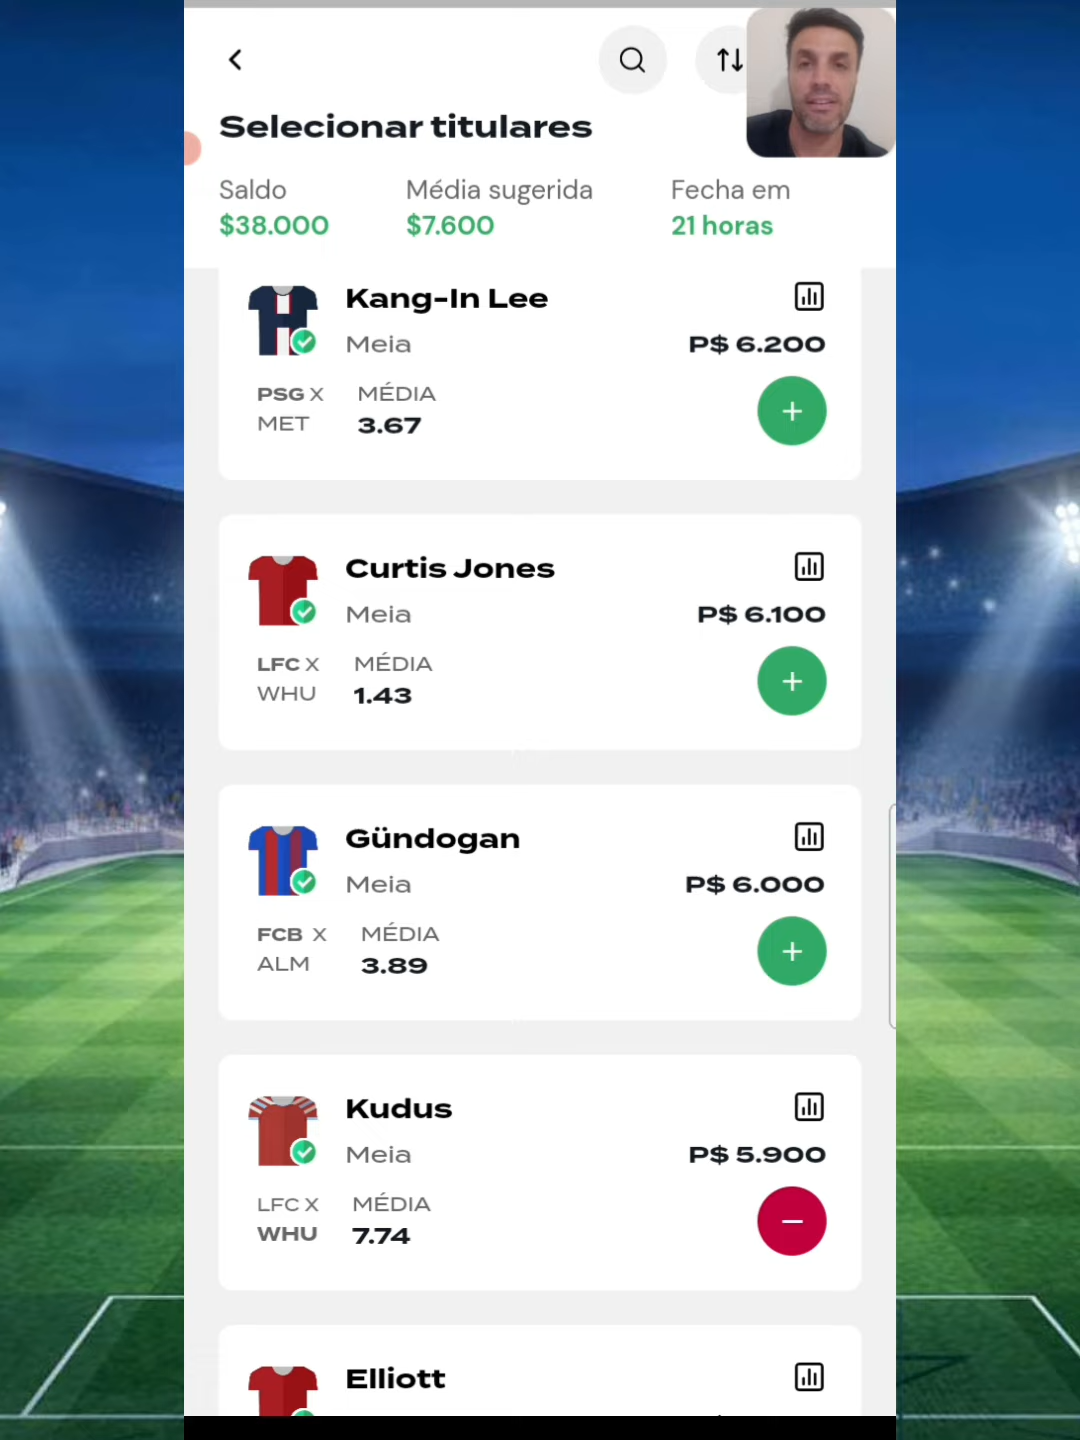 Selecionar titulares
Saldo
$38.000
Média sugerida
$7.600
Fecha em
21 horas
Kang-In Lee
Meia
P$ 6.200
PSG X
MET
MÉDIA
3.67
+
Curtis Jones
Meia
P$ 6.100
LFC X
WHU
MÉDIA
1.43
+
Gündogan
Meia
P$ 6.000
FCB X
ALM
MÉDIA
3.89
+
Kudus
Meia
P$ 5.900
LFC X
WHU
MÉDIA
7.74
−
Elliott